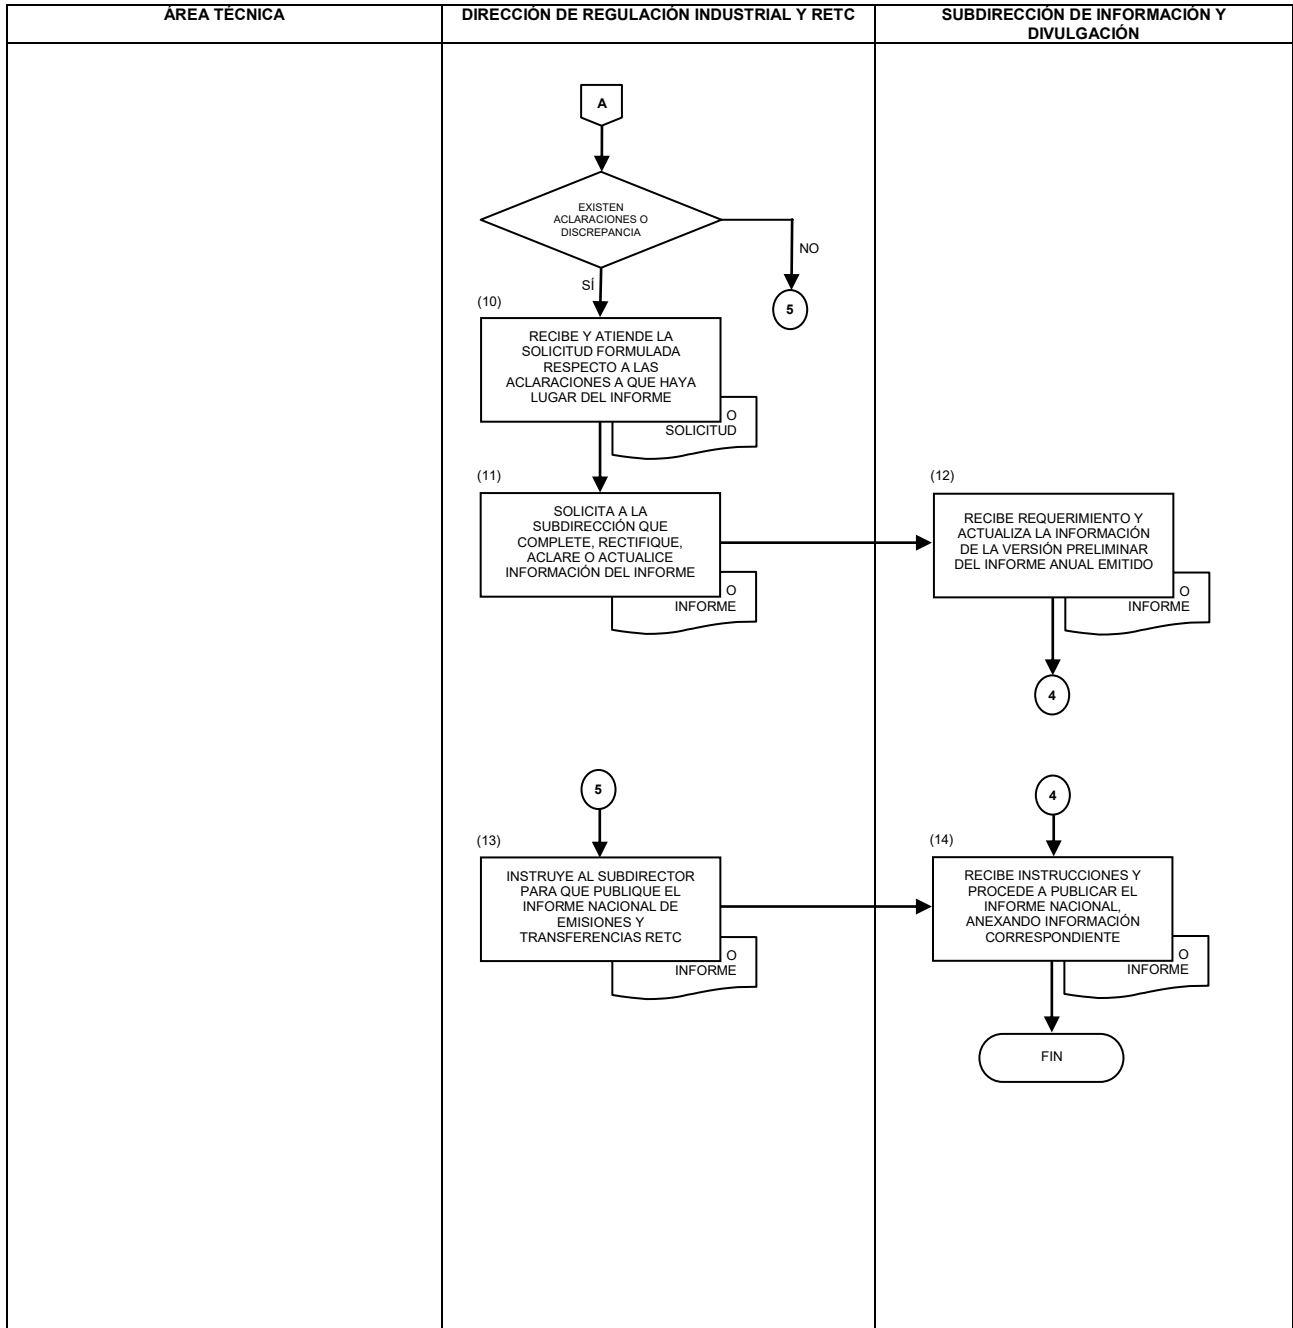 ÁREA TÉCNICA
DIRECCIÓN DE REGULACIÓN INDUSTRIAL Y RETC
SUBDIRECCIÓN DE INFORMACIÓN Y
DIVULGACIÓN
A
EXISTEN
ACLARACIONES O
DISCREPANCIA
NO
SÍ
5
(10)
RECIBE Y ATIENDE LA
SOLICITUD FORMULADA
RESPECTO A LAS
ACLARACIONES A QUE HAYA
LUGAR DEL INFORME
O
SOLICITUD
(11)
SOLICITA A LA
SUBDIRECCIÓN QUE
COMPLETE, RECTIFIQUE,
ACLARE O ACTUALICE
INFORMACIÓN DEL INFORME
O
INFORME
(12)
RECIBE REQUERIMIENTO Y
ACTUALIZA LA INFORMACIÓN
DE LA VERSIÓN PRELIMINAR
DEL INFORME ANUAL EMITIDO
O
INFORME
4
5
(13)
INSTRUYE AL SUBDIRECTOR
PARA QUE PUBLIQUE EL
INFORME NACIONAL DE
EMISIONES Y
TRANSFERENCIAS RETC
O
INFORME
4
(14)
RECIBE INSTRUCCIONES Y
PROCEDE A PUBLICAR EL
INFORME NACIONAL,
ANEXANDO INFORMACIÓN
CORRESPONDIENTE
O
INFORME
FIN